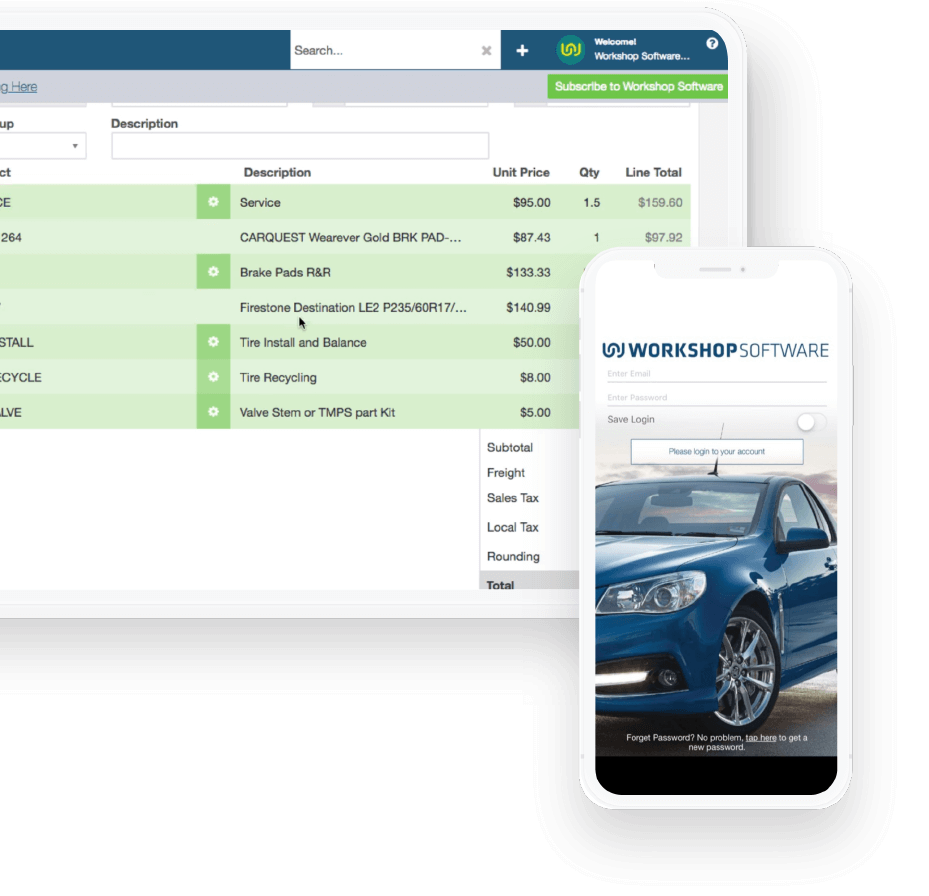 Search...
Welcome!
Workshop Software...
g Here
Subscribe to Workshop Software
up
Description
ct Description Unit Price Qty Line Total
CE Service $95.00 1.5 $159.60
264 CARQUEST Wearever Gold BRK PAD-... $87.43 1 $97.92
Brake Pads R&R $133.33
Firestone Destination LE2 P235/60R17/... $140.99
STALL Tire Install and Balance $50.00
ECYCLE Tire Recycling $8.00
ALVE Valve Stem or TMPS part Kit $5.00
Subtotal
Freight
Sales Tax
Local Tax
Rounding
Total
WORKSHOPSOFTWARE
Enter Email
Enter Password
Save Login
Please login to your account
Forget Password? No problem, tap here to get a
new password.